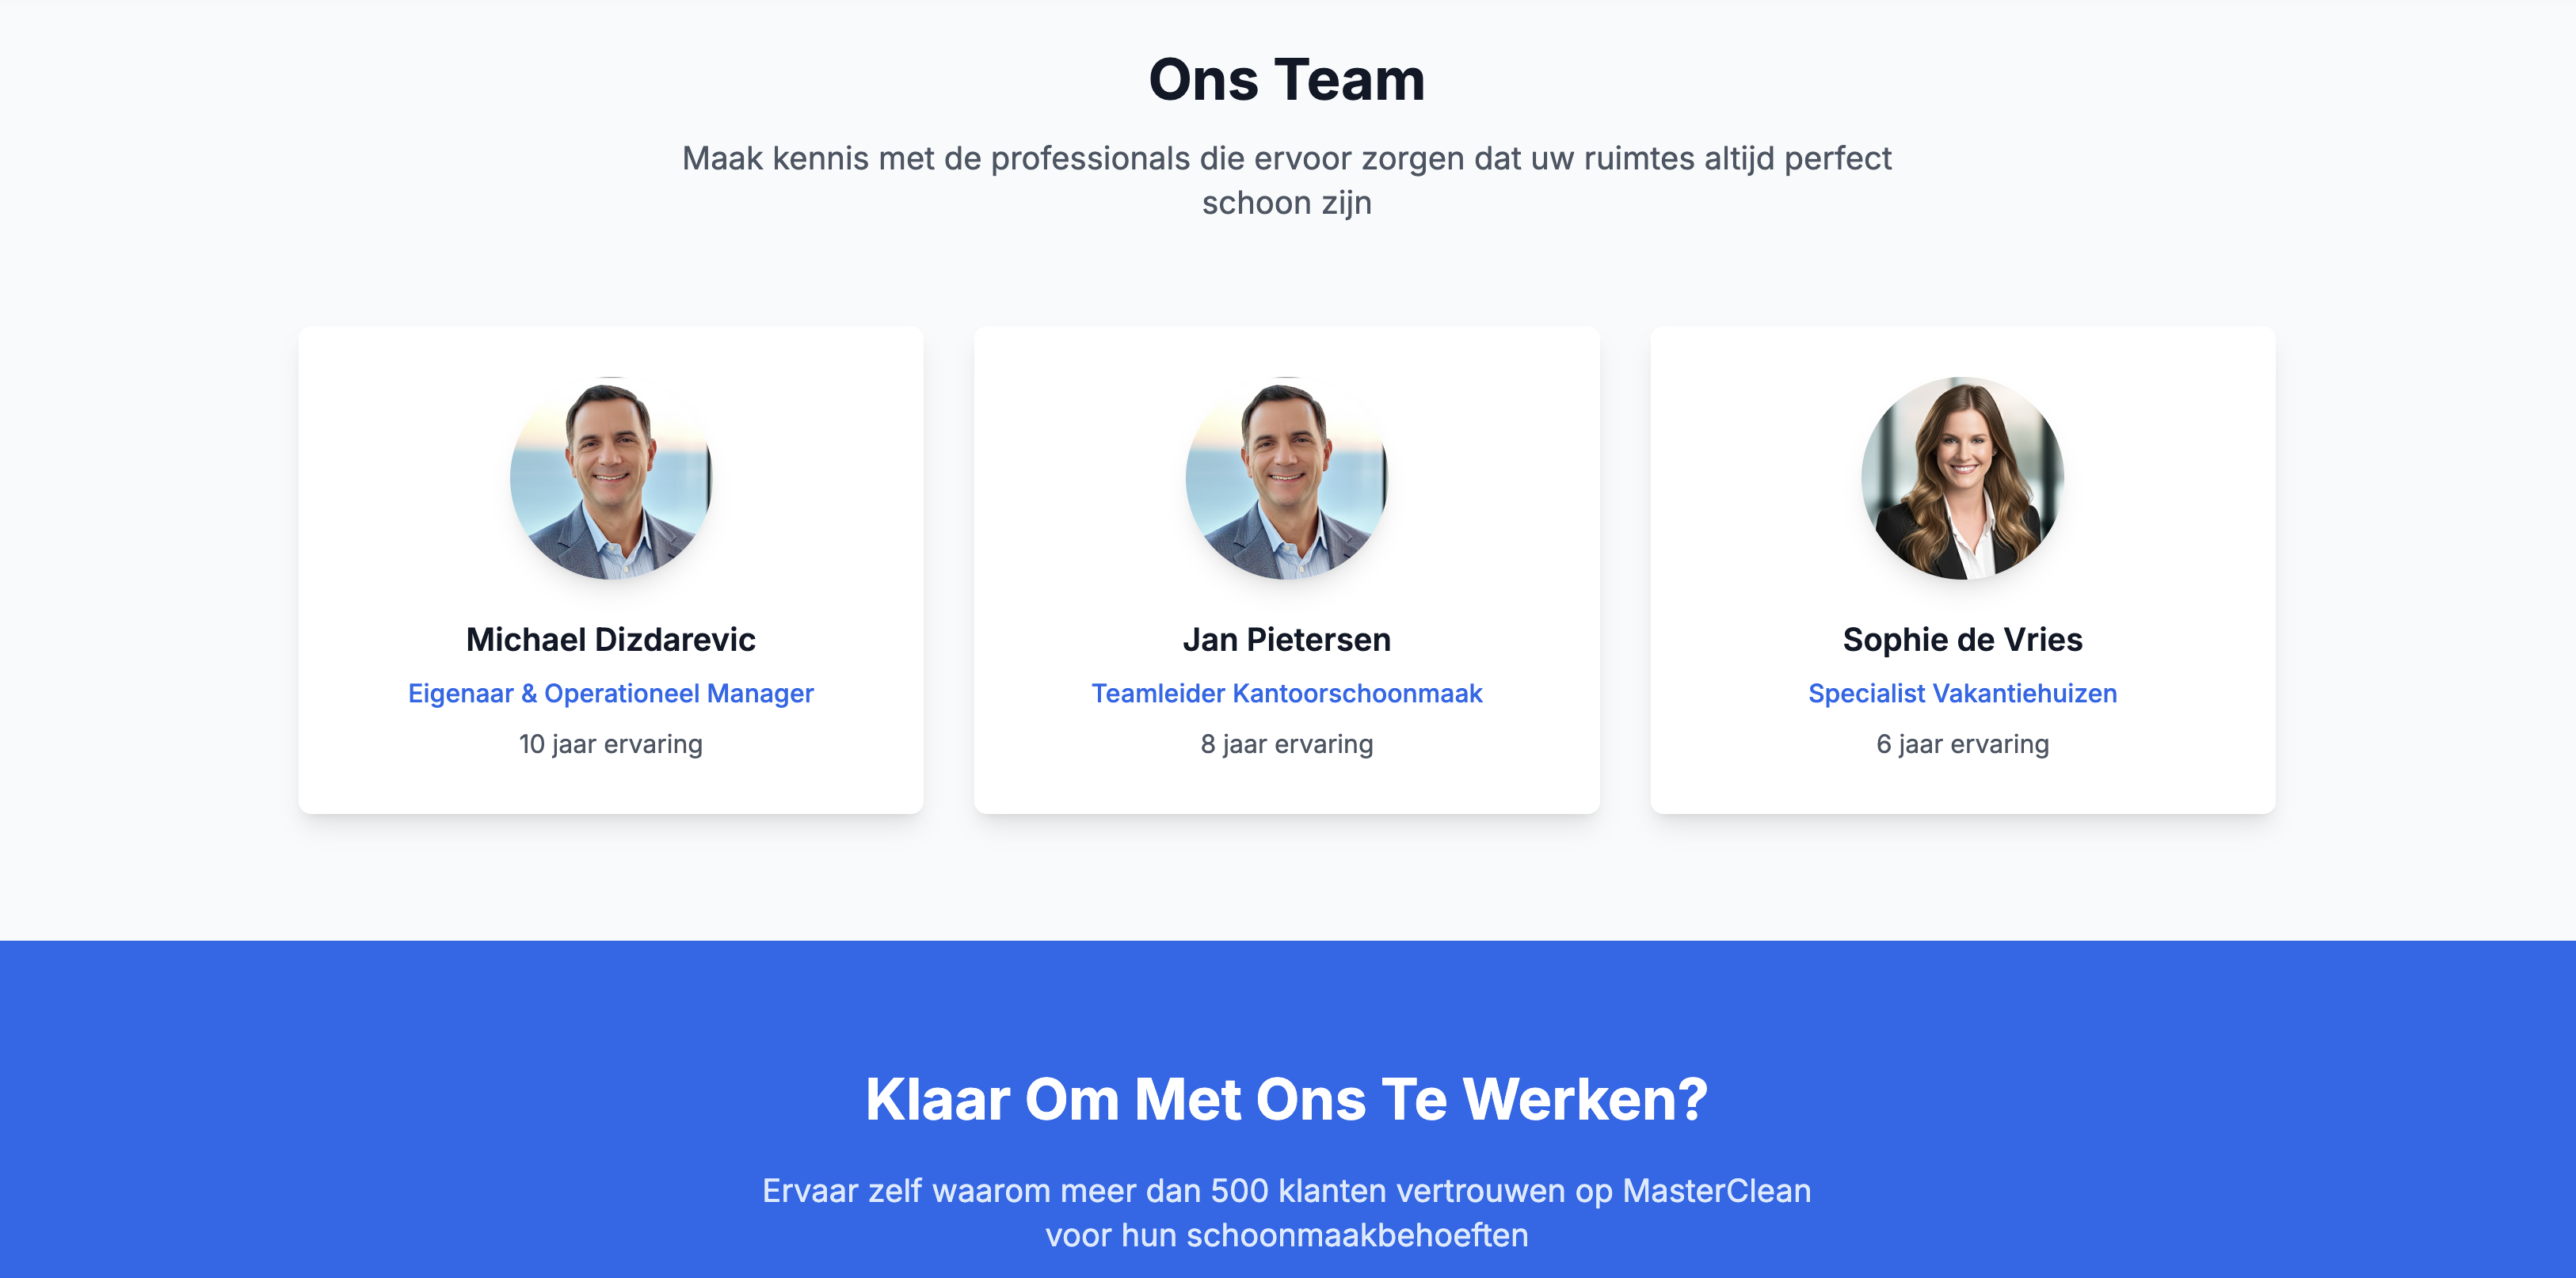 Ons Team
Maak kennis met de professionals die ervoor zorgen dat uw ruimtes altijd perfect
schoon zijn
Michael Dizdarevic
Eigenaar & Operationeel Manager
10 jaar ervaring
Jan Pietersen
Teamleider Kantoorschoonmaak
8 jaar ervaring
Sophie de Vries
Specialist Vakantiehuizen
6 jaar ervaring
Klaar Om Met Ons Te Werken?
Ervaar zelf waarom meer dan 500 klanten vertrouwen op MasterClean
voor hun schoonmaakbehoeften